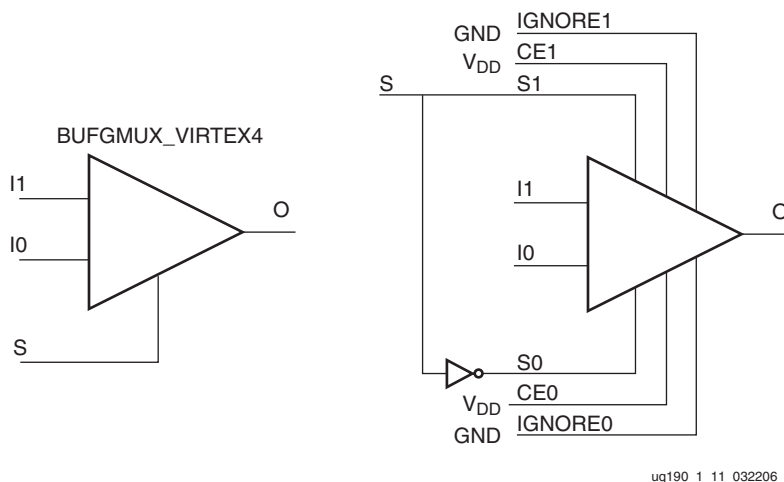 BUFGMUX_VIRTEX4
I1
I0
S
O
GND IGNORE1
VDD CE1
S S1
I1
I0
O
S0
VDD CE0
GND IGNORE0
ug190_1_11_032206